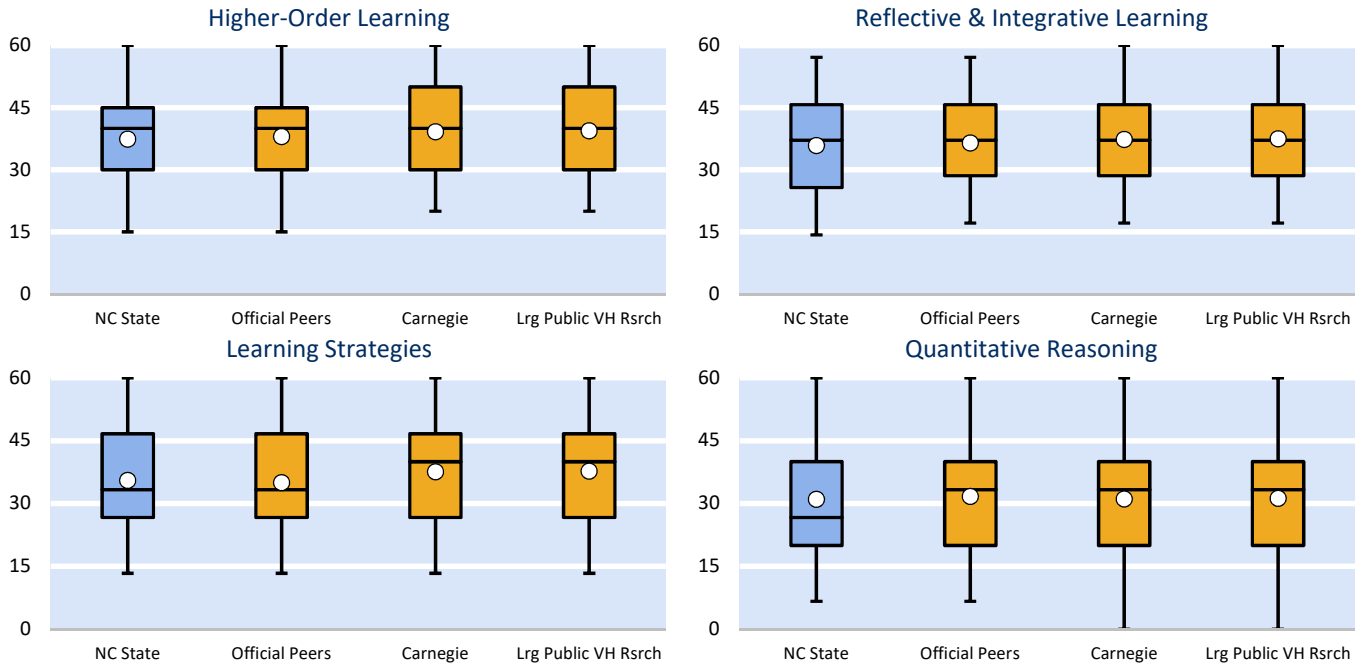 Higher-Order Learning
60
45
30
15
0
NC State
Official Peers
Carnegie
Lrg Public VH Rsrch
Reflective & Integrative Learning
60
45
30
15
0
NC State
Official Peers
Carnegie
Lrg Public VH Rsrch
Learning Strategies
60
45
30
15
0
NC State
Official Peers
Carnegie
Lrg Public VH Rsrch
Quantitative Reasoning
60
45
30
15
0
NC State
Official Peers
Carnegie
Lrg Public VH Rsrch